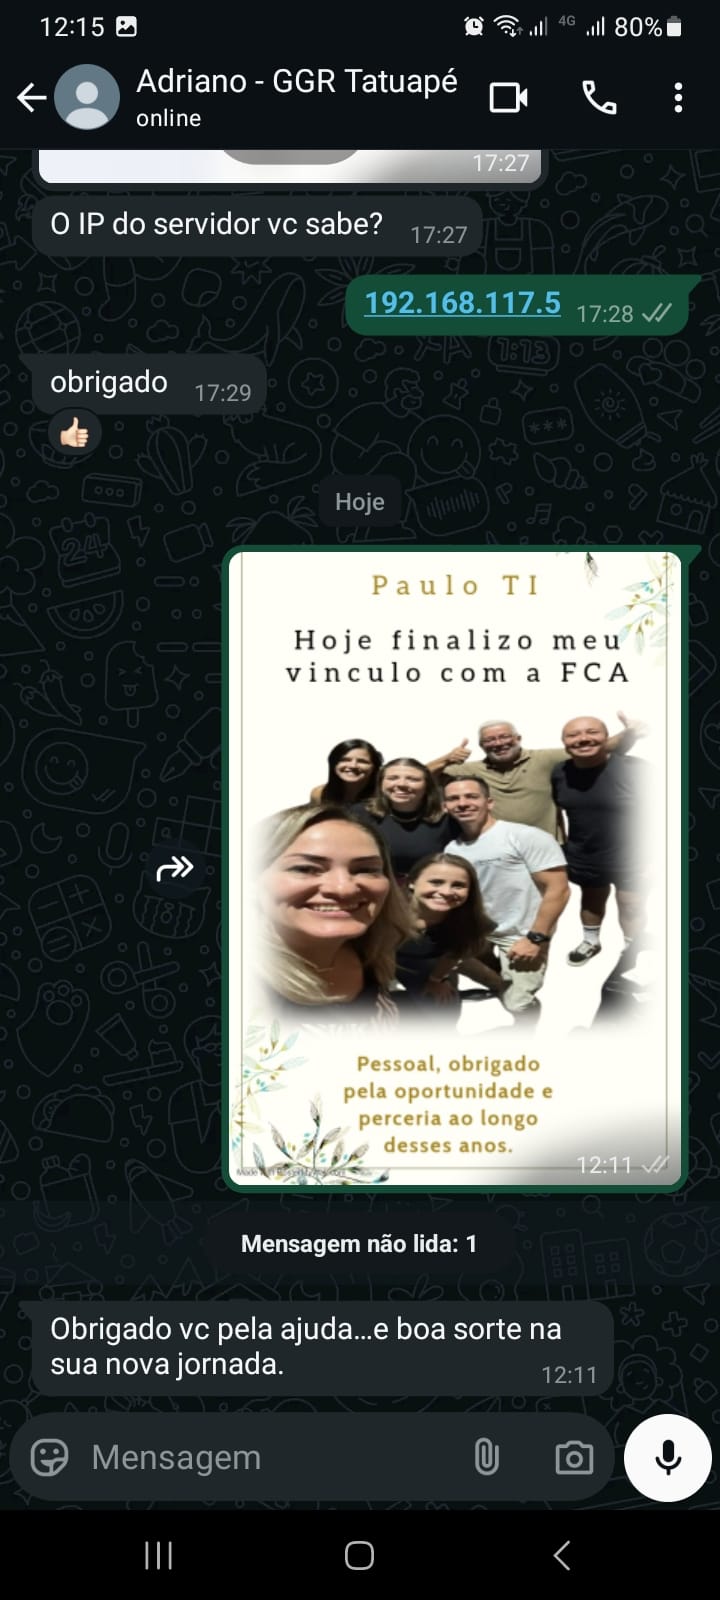 12:15
4G
80%
Adriano - GGR Tatuapé
online
17:27
O IP do servidor vc sabe?
17:27
192.168.117.5
17:28
obrigado
17:29
Hoje
Paulo TI
Hoje finalizo meu
vinculo com a FCA
Pessoal, obrigado
pela oportunidade e
perceria ao longo
desses anos.
12:11
Mensagem não lida: 1
Obrigado vc pela ajuda...e boa sorte na
sua nova jornada.
12:11
Mensagem